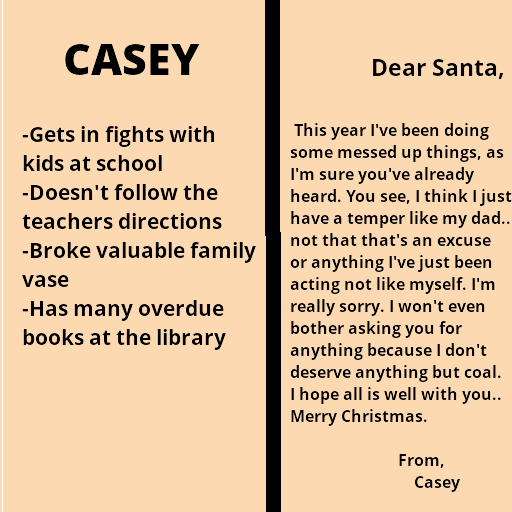 CASEY
-Gets in fights with
kids at school
-Doesn't follow the
teachers directions
-Broke valuable family
vase
-Has many overdue
books at the library
Dear Santa,
This year I've been doing
some messed up things, as
I'm sure you've already
heard. You see, I think I just
have a temper like my dad..
not that that's an excuse
or anything I've just been
acting not like myself. I'm
really sorry. I won't even
bother asking you for
anything because I don't
deserve anything but coal.
I hope all is well with you..
Merry Christmas.
From,
Casey